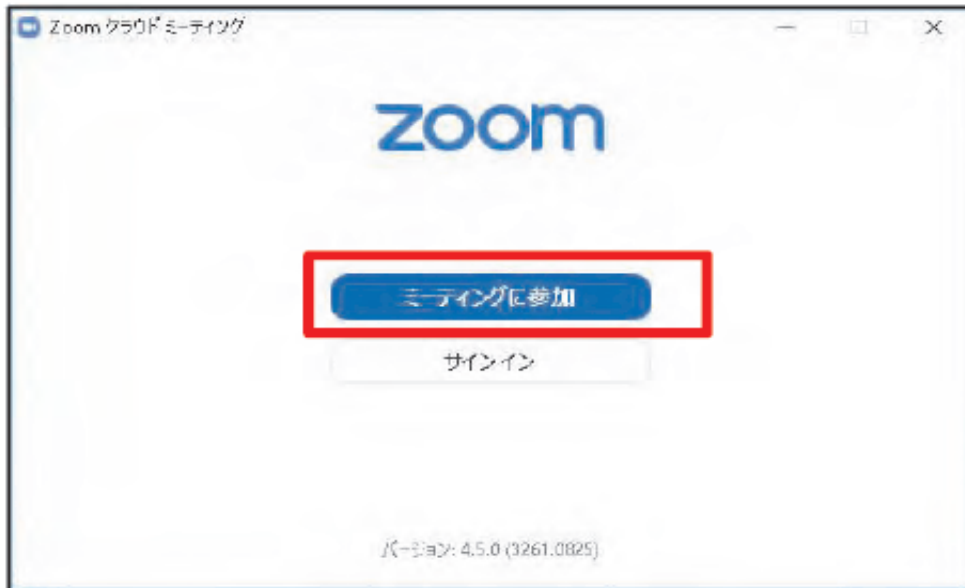 Zoom クラウド ミーティング
zoom
ミーティングに参加
サインイン
バージョン: 4.5.0 (3261.0825)